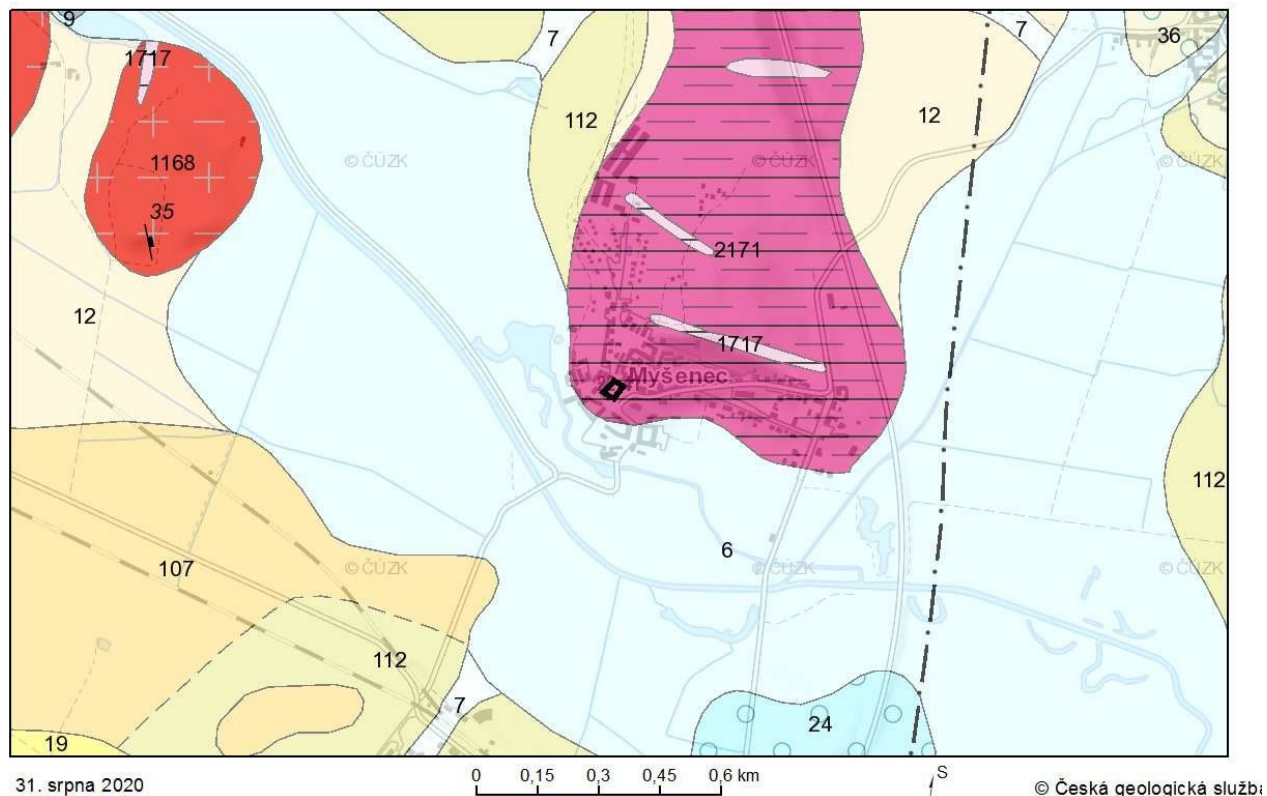 9
7
7
36
1717
112
12
© ČÚZK
© ČÚZK
© ČÚZK
1168
35
2171
12
1717
Myšenec
112
6
107
© ČÚZK
© ČÚZK
© ČÚZK
112
7
24
19
31. srpna 2020
0 0,15 0,3 0,45 0,6 km
S
© Česká geologická služba